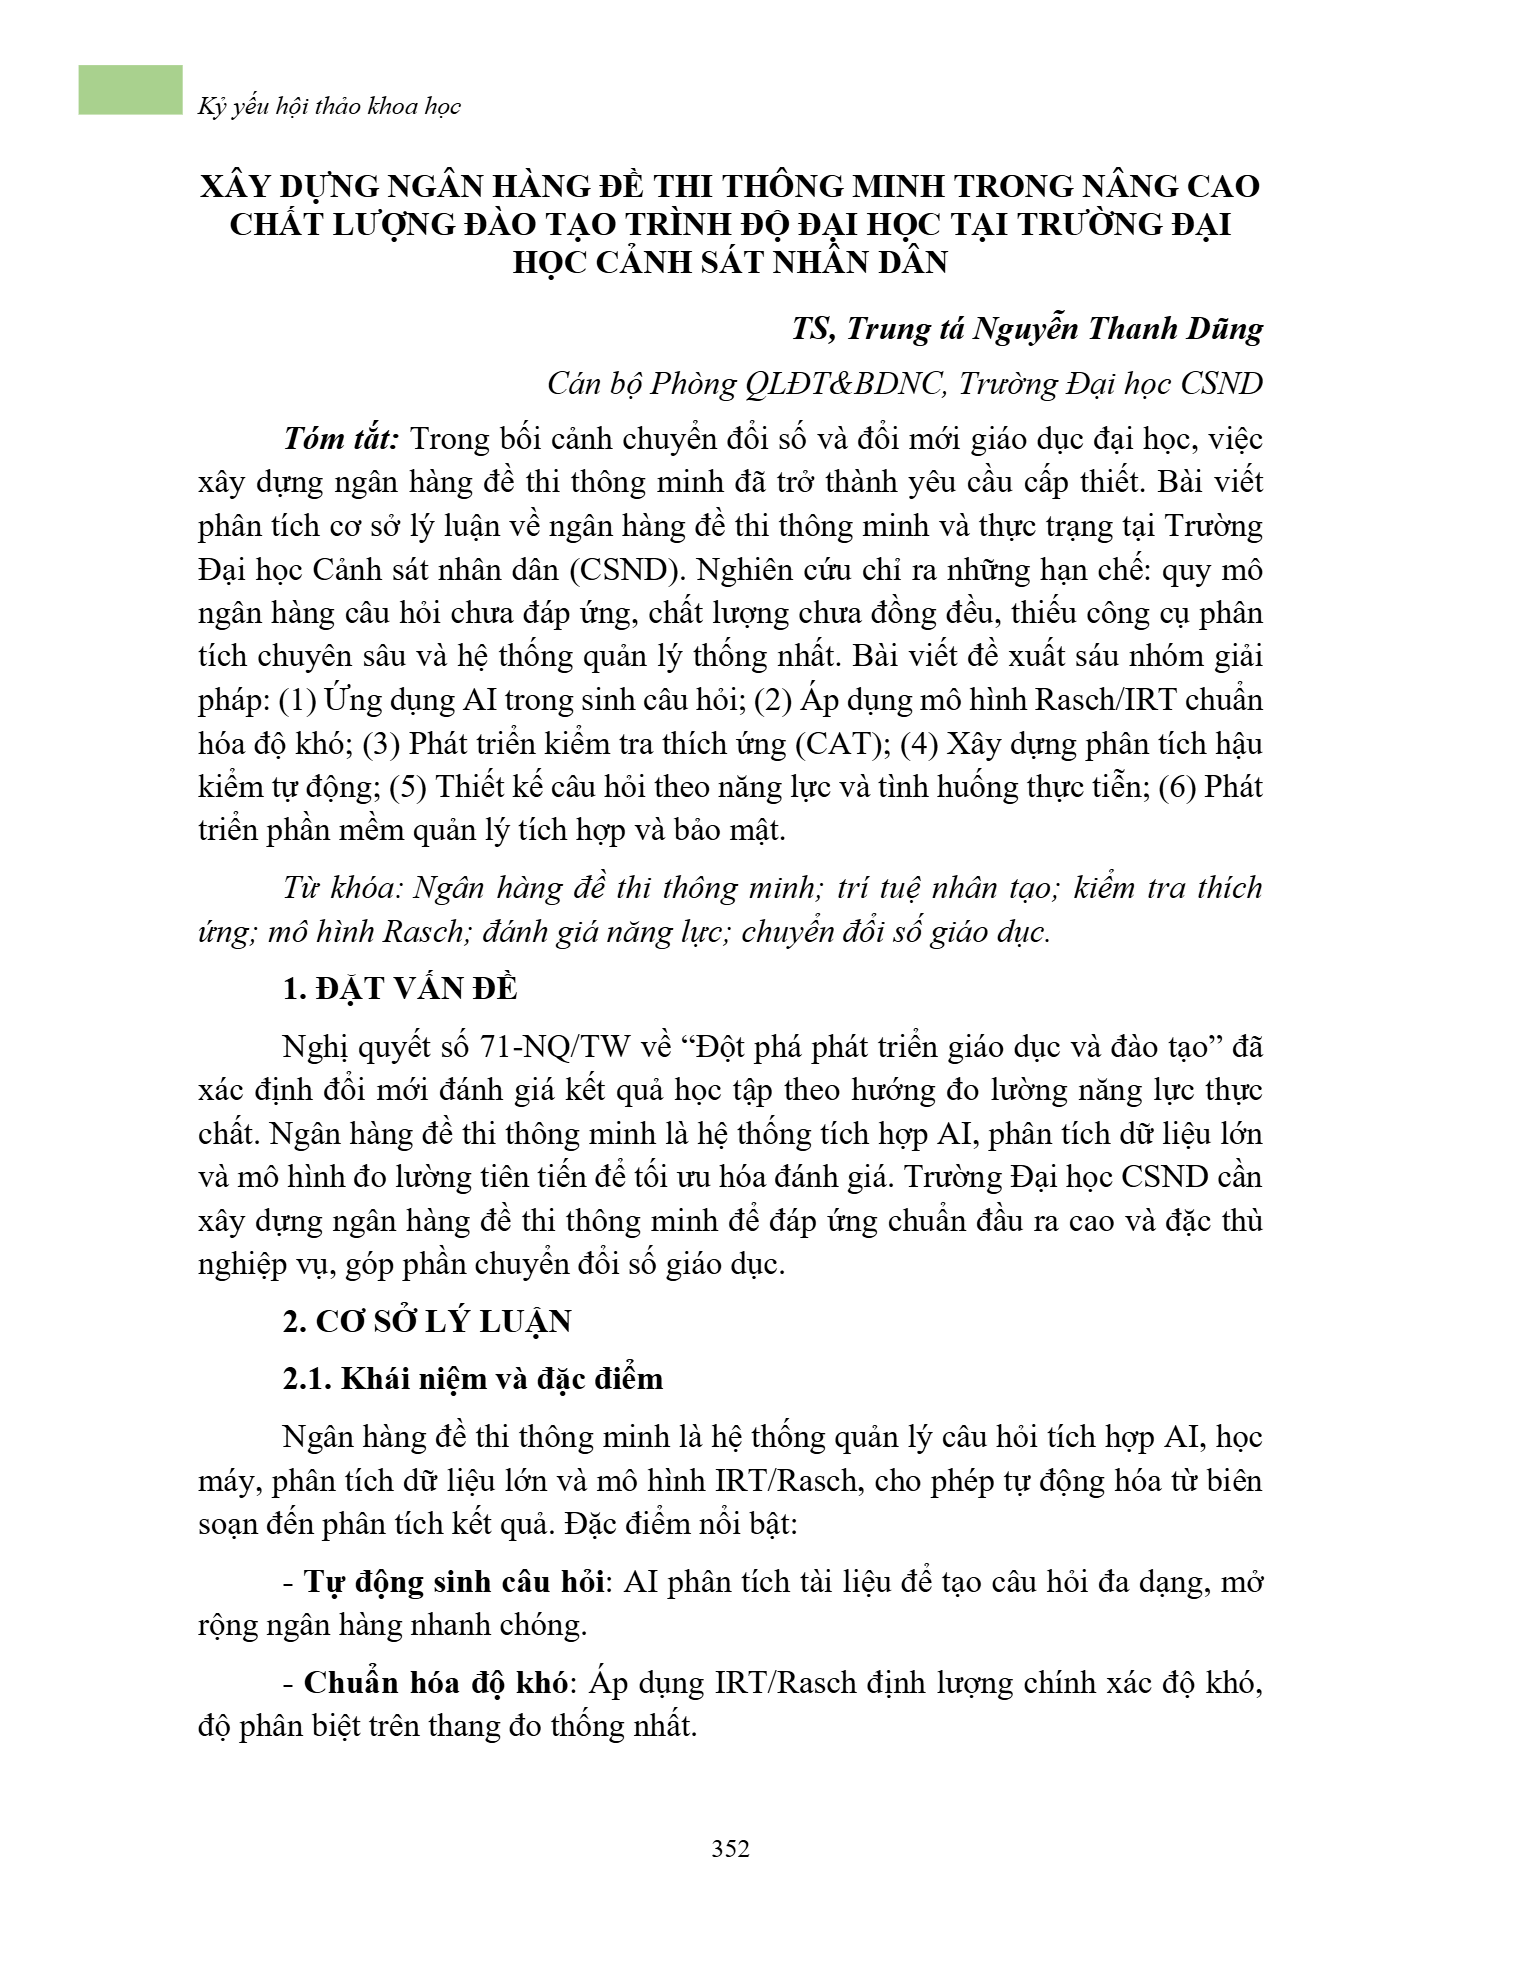 Kỷ yếu hội thảo khoa học
XÂY DỰNG NGÂN HÀNG ĐỀ THI THÔNG MINH TRONG NÂNG CAO
CHẤT LƯỢNG ĐÀO TẠO TRÌNH ĐỘ ĐẠI HỌC TẠI TRƯỜNG ĐẠI
HỌC CẢNH SÁT NHÂN DÂN
TS, Trung tá Nguyễn Thanh Dũng
Cán bộ Phòng QLĐT&BDNC, Trường Đại học CSND
Tóm tắt: Trong bối cảnh chuyển đổi số và đổi mới giáo dục đại học, việc
xây dựng ngân hàng đề thi thông minh đã trở thành yêu cầu cấp thiết. Bài viết
phân tích cơ sở lý luận về ngân hàng đề thi thông minh và thực trạng tại Trường
Đại học Cảnh sát nhân dân (CSND). Nghiên cứu chỉ ra những hạn chế: quy mô
ngân hàng câu hỏi chưa đáp ứng, chất lượng chưa đồng đều, thiếu công cụ phân
tích chuyên sâu và hệ thống quản lý thống nhất. Bài viết đề xuất sáu nhóm giải
pháp: (1) Ứng dụng AI trong sinh câu hỏi; (2) Áp dụng mô hình Rasch/IRT chuẩn
hóa độ khó; (3) Phát triển kiểm tra thích ứng (CAT); (4) Xây dựng phân tích hậu
kiểm tự động; (5) Thiết kế câu hỏi theo năng lực và tình huống thực tiễn; (6) Phát
triển phần mềm quản lý tích hợp và bảo mật.
Từ khóa: Ngân hàng đề thi thông minh; trí tuệ nhân tạo; kiểm tra thích
ứng; mô hình Rasch; đánh giá năng lực; chuyển đổi số giáo dục.
1. ĐẶT VẤN ĐỀ
Nghị quyết số 71-NQ/TW về “Đột phá phát triển giáo dục và đào tạo” đã
xác định đổi mới đánh giá kết quả học tập theo hướng đo lường năng lực thực
chất. Ngân hàng đề thi thông minh là hệ thống tích hợp AI, phân tích dữ liệu lớn
và mô hình đo lường tiên tiến để tối ưu hóa đánh giá. Trường Đại học CSND cần
xây dựng ngân hàng đề thi thông minh để đáp ứng chuẩn đầu ra cao và đặc thù
nghiệp vụ, góp phần chuyển đổi số giáo dục.
2. CƠ SỞ LÝ LUẬN
2.1. Khái niệm và đặc điểm
Ngân hàng đề thi thông minh là hệ thống quản lý câu hỏi tích hợp AI, học
máy, phân tích dữ liệu lớn và mô hình IRT/Rasch, cho phép tự động hóa từ biên
soạn đến phân tích kết quả. Đặc điểm nổi bật:
- Tự động sinh câu hỏi: AI phân tích tài liệu để tạo câu hỏi đa dạng, mở
rộng ngân hàng nhanh chóng.
- Chuẩn hóa độ khó: Áp dụng IRT/Rasch định lượng chính xác độ khó,
độ phân biệt trên thang đo thống nhất.
352